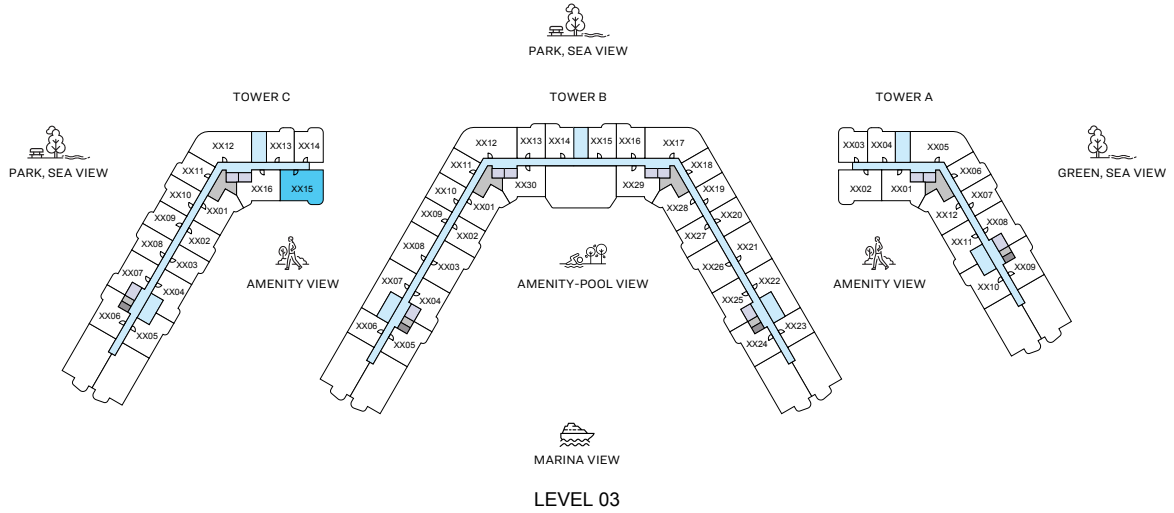 PARK, SEA VIEW
TOWER C
TOWER B
TOWER A
PARK, SEA VIEW
GREEN, SEA VIEW
XX12
XX13
XX14
XX11
XX10
XX09
XX08
XX07
XX06
XX05
XX04
XX03
XX02
XX01
XX16
XX15
XX12
XX13
XX14
XX15
XX16
XX17
XX11
XX10
XX09
XX08
XX07
XX06
XX05
XX04
XX03
XX02
XX01
XX30
XX29
XX28
XX27
XX26
XX25
XX24
XX23
XX22
XX21
XX20
XX19
XX18
XX03
XX04
XX05
XX02
XX01
XX06
XX07
XX08
XX09
XX10
XX11
XX12
AMENITY VIEW
AMENITY-POOL VIEW
AMENITY VIEW
MARINA VIEW
LEVEL 03